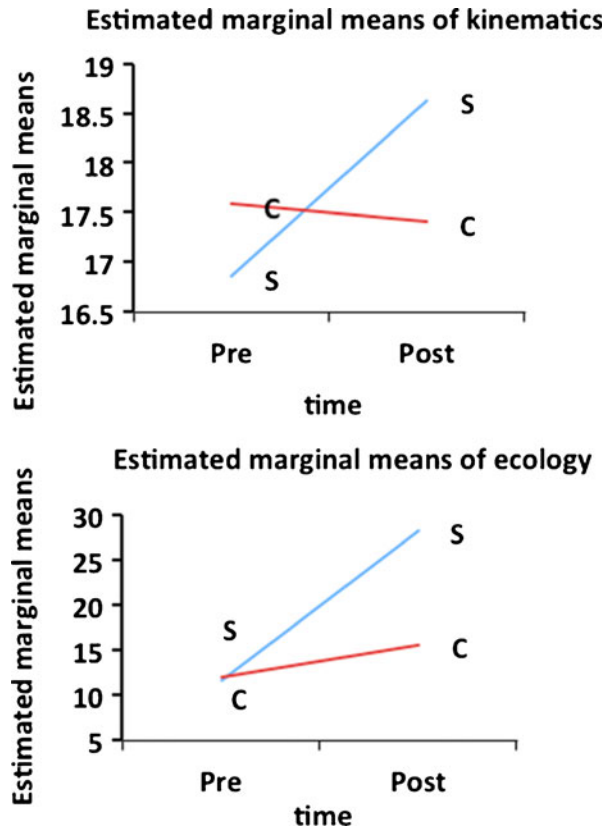 Estimated marginal means of kinematics
Estimated marginal means
19
18.5
18
17.5
17
16.5
S
C
C
S
Pre Post
time
Estimated marginal means of ecology
Estimated marginal means
30
25
20
15
10
5
S
S
C
C
Pre Post
time